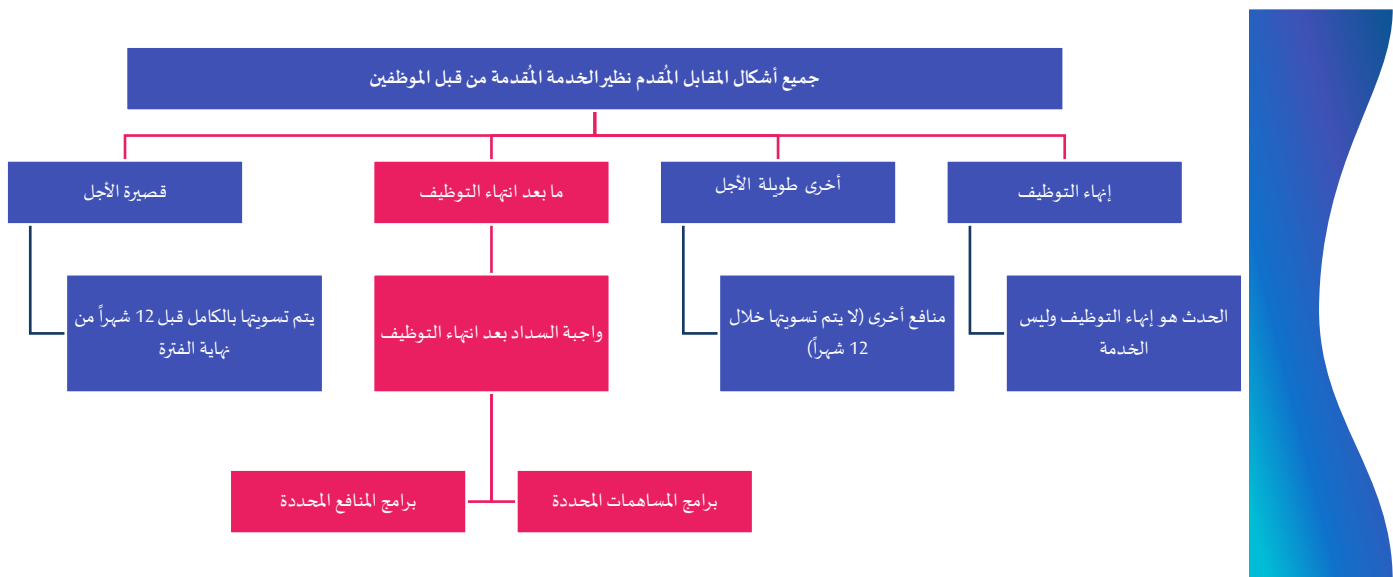 جميع أشكال المقابل المُقدم نظير الخدمة المُقدمة من قبل الموظفين
إنهاء التوظيف
أخرى طويلة الأجل
ما بعد انتهاء التوظيف
قصيرة الأجل
الحدث هو إنهاء التوظيف وليس
الخدمة
منافع أخرى (لا يتم تسويتها خلال
12 شهراً)
واجبة السداد بعد انتهاء التوظيف
يتم تسويتها بالكامل قبل 12 شهراً من
نهاية الفترة
برامج المساهمات المحددة
برامج المنافع المحددة